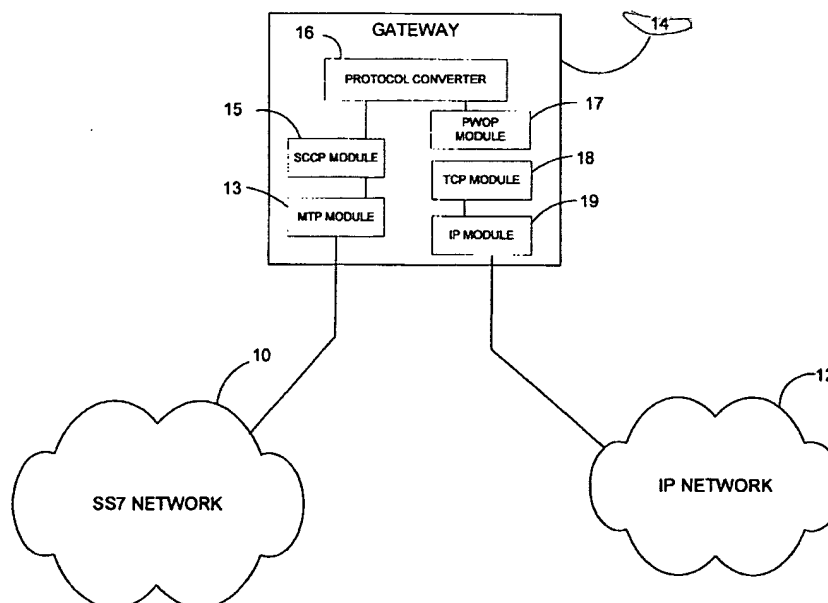 14
16
GATEWAY
PROTOCOL CONVERTER
15
17
PWOP
MODULE
SCCP MODULE
18
TCP MODULE
13
19
MTP MODULE
IP MODULE
10
12
SS7 NETWORK
IP NETWORK